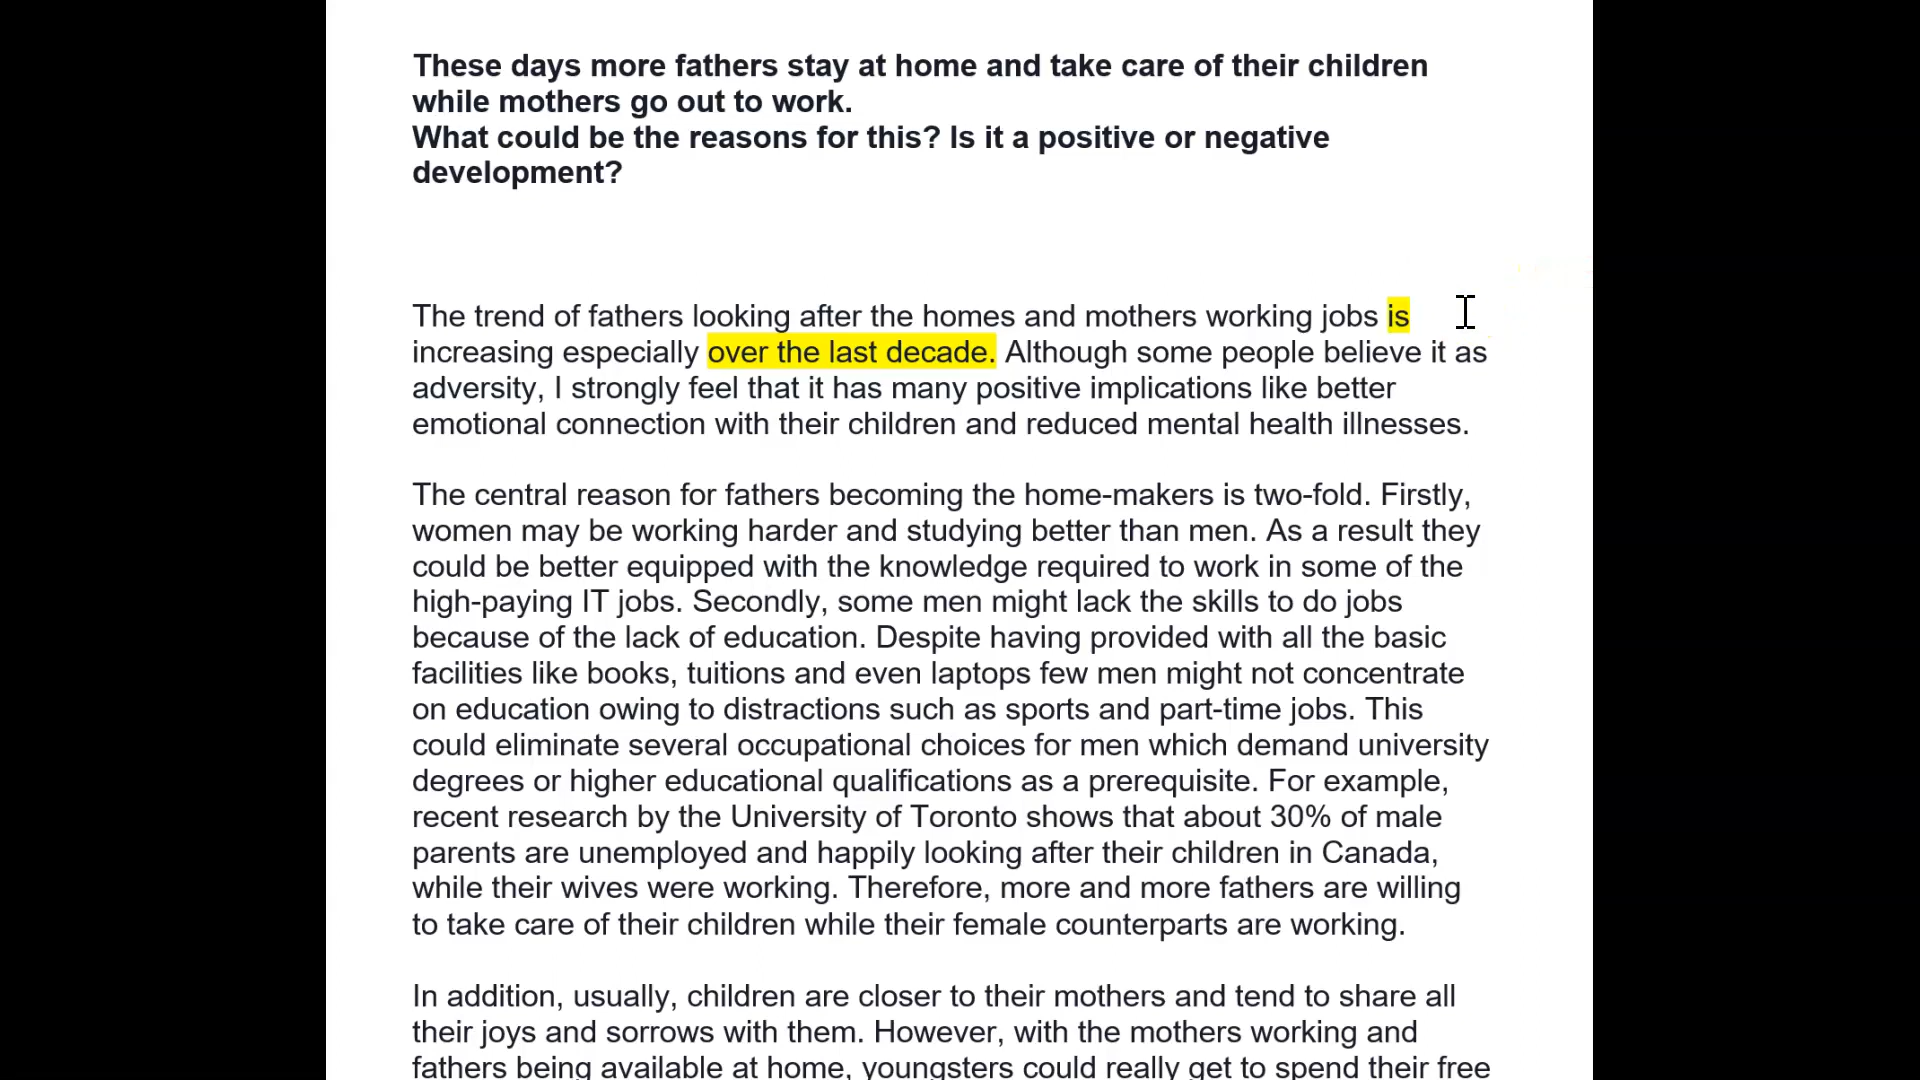 These days more fathers stay at home and take care of their children
while mothers go out to work.
What could be the reasons for this? Is it a positive or negative
development?
The trend of fathers looking after the homes and mothers working jobs is
increasing especially over the last decade. Although some people believe it as
adversity, I strongly feel that it has many positive implications like better
emotional connection with their children and reduced mental health illnesses.
The central reason for fathers becoming the home-makers is two-fold. Firstly,
women may be working harder and studying better than men. As a result they
could be better equipped with the knowledge required to work in some of the
high-paying IT jobs. Secondly, some men might lack the skills to do jobs
because of the lack of education. Despite having provided with all the basic
facilities like books, tuitions and even laptops few men might not concentrate
on education owing to distractions such as sports and part-time jobs. This
could eliminate several occupational choices for men which demand university
degrees or higher educational qualifications as a prerequisite. For example,
recent research by the University of Toronto shows that about 30% of male
parents are unemployed and happily looking after their children in Canada,
while their wives were working. Therefore, more and more fathers are willing
to take care of their children while their female counterparts are working.
In addition, usually, children are closer to their mothers and tend to share all
their joys and sorrows with them. However, with the mothers working and
fathers being available at home, youngsters could really get to spend their free